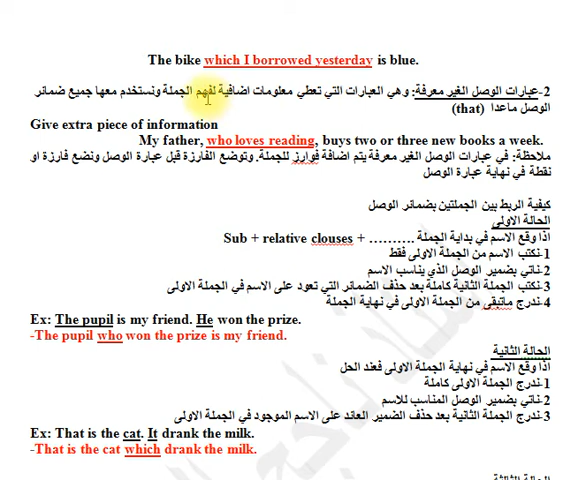 The bike which I borrowed yesterday is blue.
2-عبارات الوصل الغير معرفة: وهي العبارات التي تعطي معلومات اضافية لفهم الجملة ونستخدم معها جميع ضمائر
الوصل ماعدا (that)
Give extra piece of information
My father, who loves reading, buys two or three new books a week.
ملاحظة: في عبارات الوصل الغير معرفة يتم اضافة فوارز للجملة. وتوضع الفارزة قبل عبارة الوصل ونضع فارزة او
نقطة في نهاية عبارة الوصل
كيفية الربط بين الجملتين بضمائر الوصل
الحالة الاولى
اذا وقع الاسم في بداية الجملة ………. Sub + relative clouses +
1-نكتب الاسم من الجملة الاولى فقط
2-ناتي بضمير الوصل الذي يناسب الاسم
3-نكتب الجملة الثانية كاملة بعد حذف الضمائر التي تعود على الاسم في الجملة الاولى
4-ندرج ماتبقى من الجملة الاولى في نهاية الجملة
Ex: The pupil is my friend. He won the prize.
-The pupil who won the prize is my friend.
الحالة الثانية
اذا وقع الاسم في نهاية الجملة الاولى فعند الحل
1-ندرج الجملة الاولى كاملة
2-ناتي بضمير الوصل المناسب للاسم
3-ندرج الجملة الثانية بعد حذف الضمير العائد على الاسم الموجود في الجملة الاولى
Ex: That is the cat. It drank the milk.
-That is the cat which drank the milk.